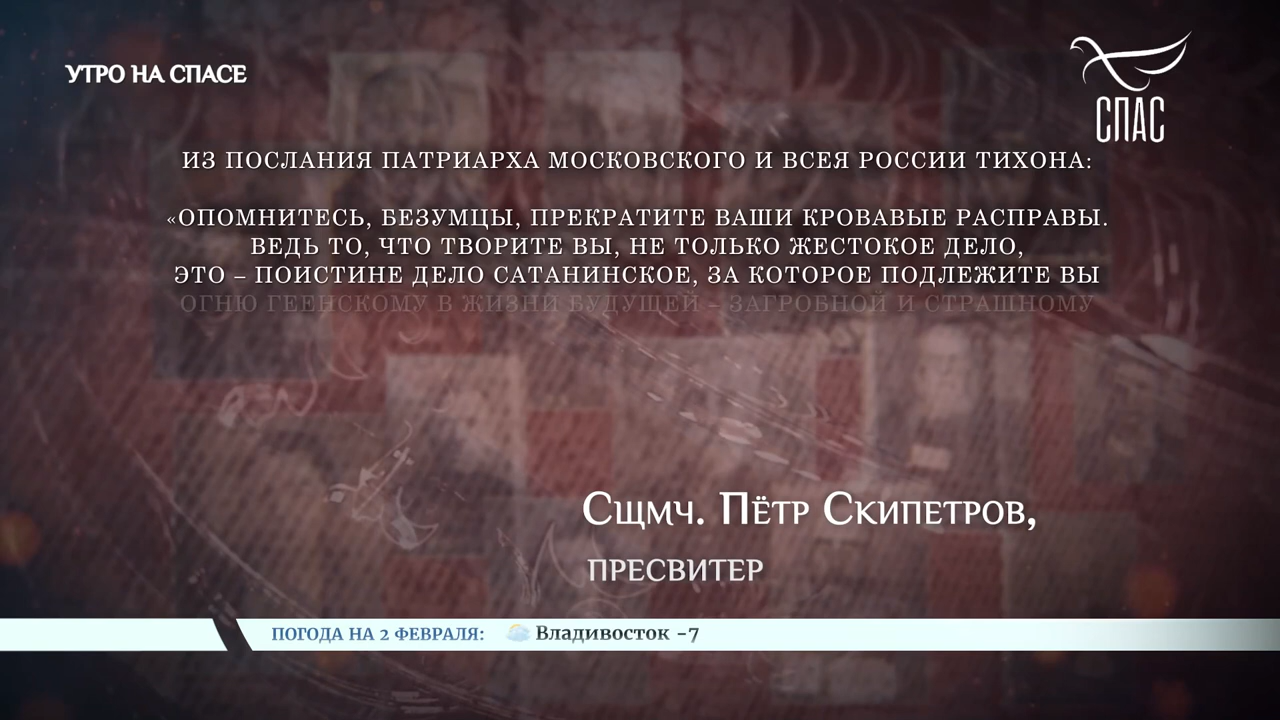 УТРО НА СПАСЕ
СПАС
ИЗ ПОСЛАНИЯ ПАТРИАРХА МОСКОВСКОГО И ВСЕЯ РОССИИ ТИХОНА:
«ОПОМНИТЕСЬ, БЕЗУМЦЫ, ПРЕКРАТИТЕ ВАШИ КРОВАВЫЕ РАСПРАВЫ.
ВЕДЬ ТО, ЧТО ТВОРИТЕ ВЫ, НЕ ТОЛЬКО ЖЕСТОКОЕ ДЕЛО,
ЭТО – ПОИСТИНЕ ДЕЛО САТАНИНСКОЕ, ЗА КОТОРОЕ ПОДЛЕЖИТЕ ВЫ
ОГНЮ ГЕЕНСКОМУ В ЖИЗНИ БУДУЩЕЙ – ЗАГРОБНОЙ И СТРАШНОМУ
Сщмч. Пётр Скипетров,
пресвитер
ПОГОДА НА 2 ФЕВРАЛЯ: Владивосток -7